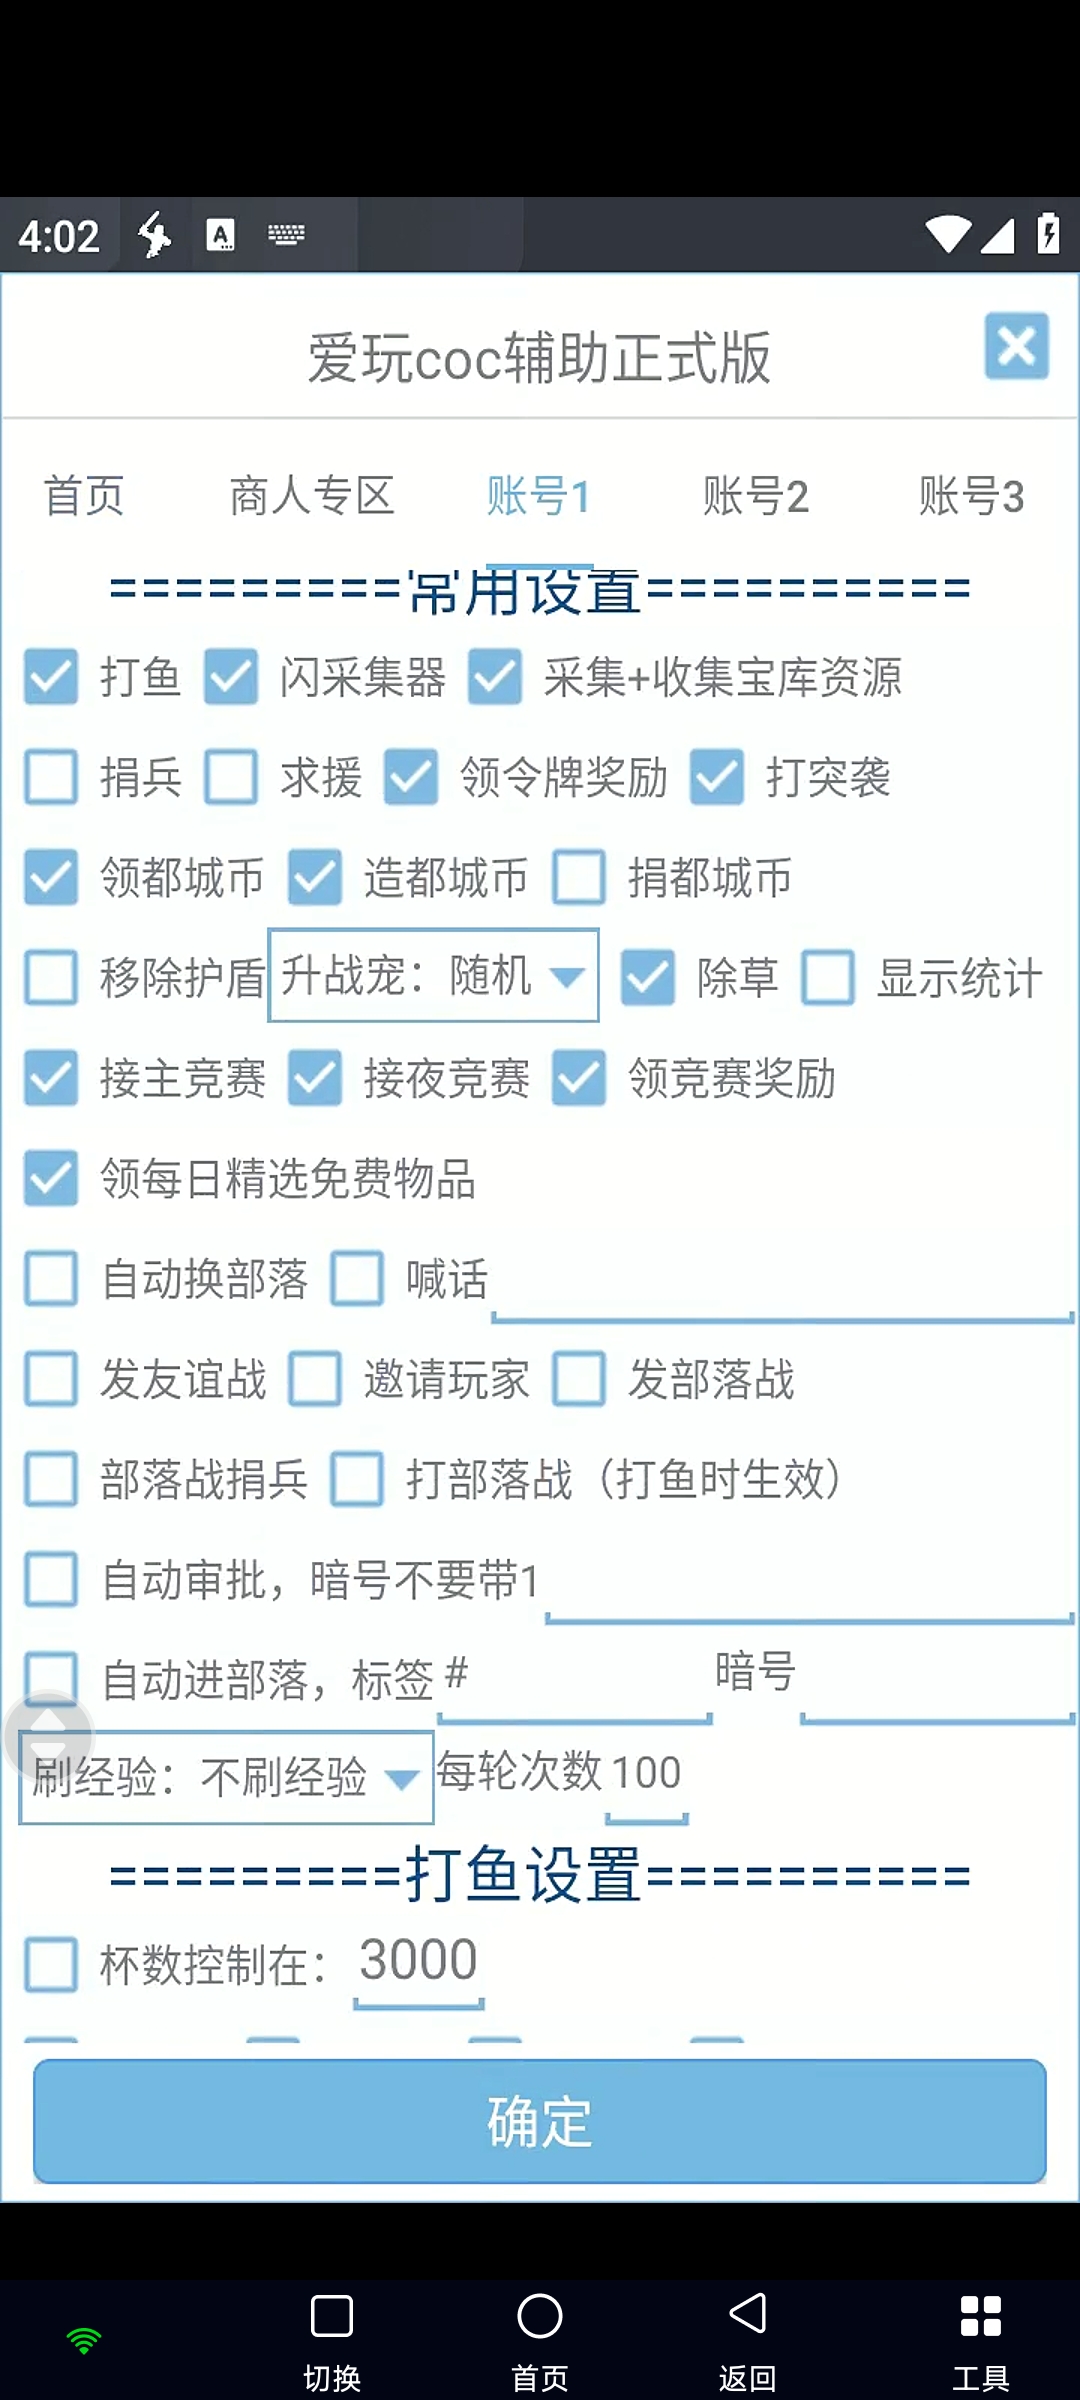 4:02
爱玩coc辅助正式版
首页 商人专区 账号1 账号2 账号3
=========常用设置==========
打鱼 闪采集器 采集+收集宝库资源
捐兵 求援 领令牌奖励 打突袭
领都城币 造都城币 捐都城币
移除护盾 升战宠：随机 除草 显示统计
接主竞赛 接夜竞赛 领竞赛奖励
领每日精选免费物品
自动换部落 喊话
发友谊战 邀请玩家 发部落战
部落战捐兵 打部落战（打鱼时生效）
自动审批，暗号不要带1
自动进部落，标签 # 暗号
刷经验：不刷经验 每轮次数 100
=========打鱼设置==========
杯数控制在： 3000
确定
切换 首页 返回 工具